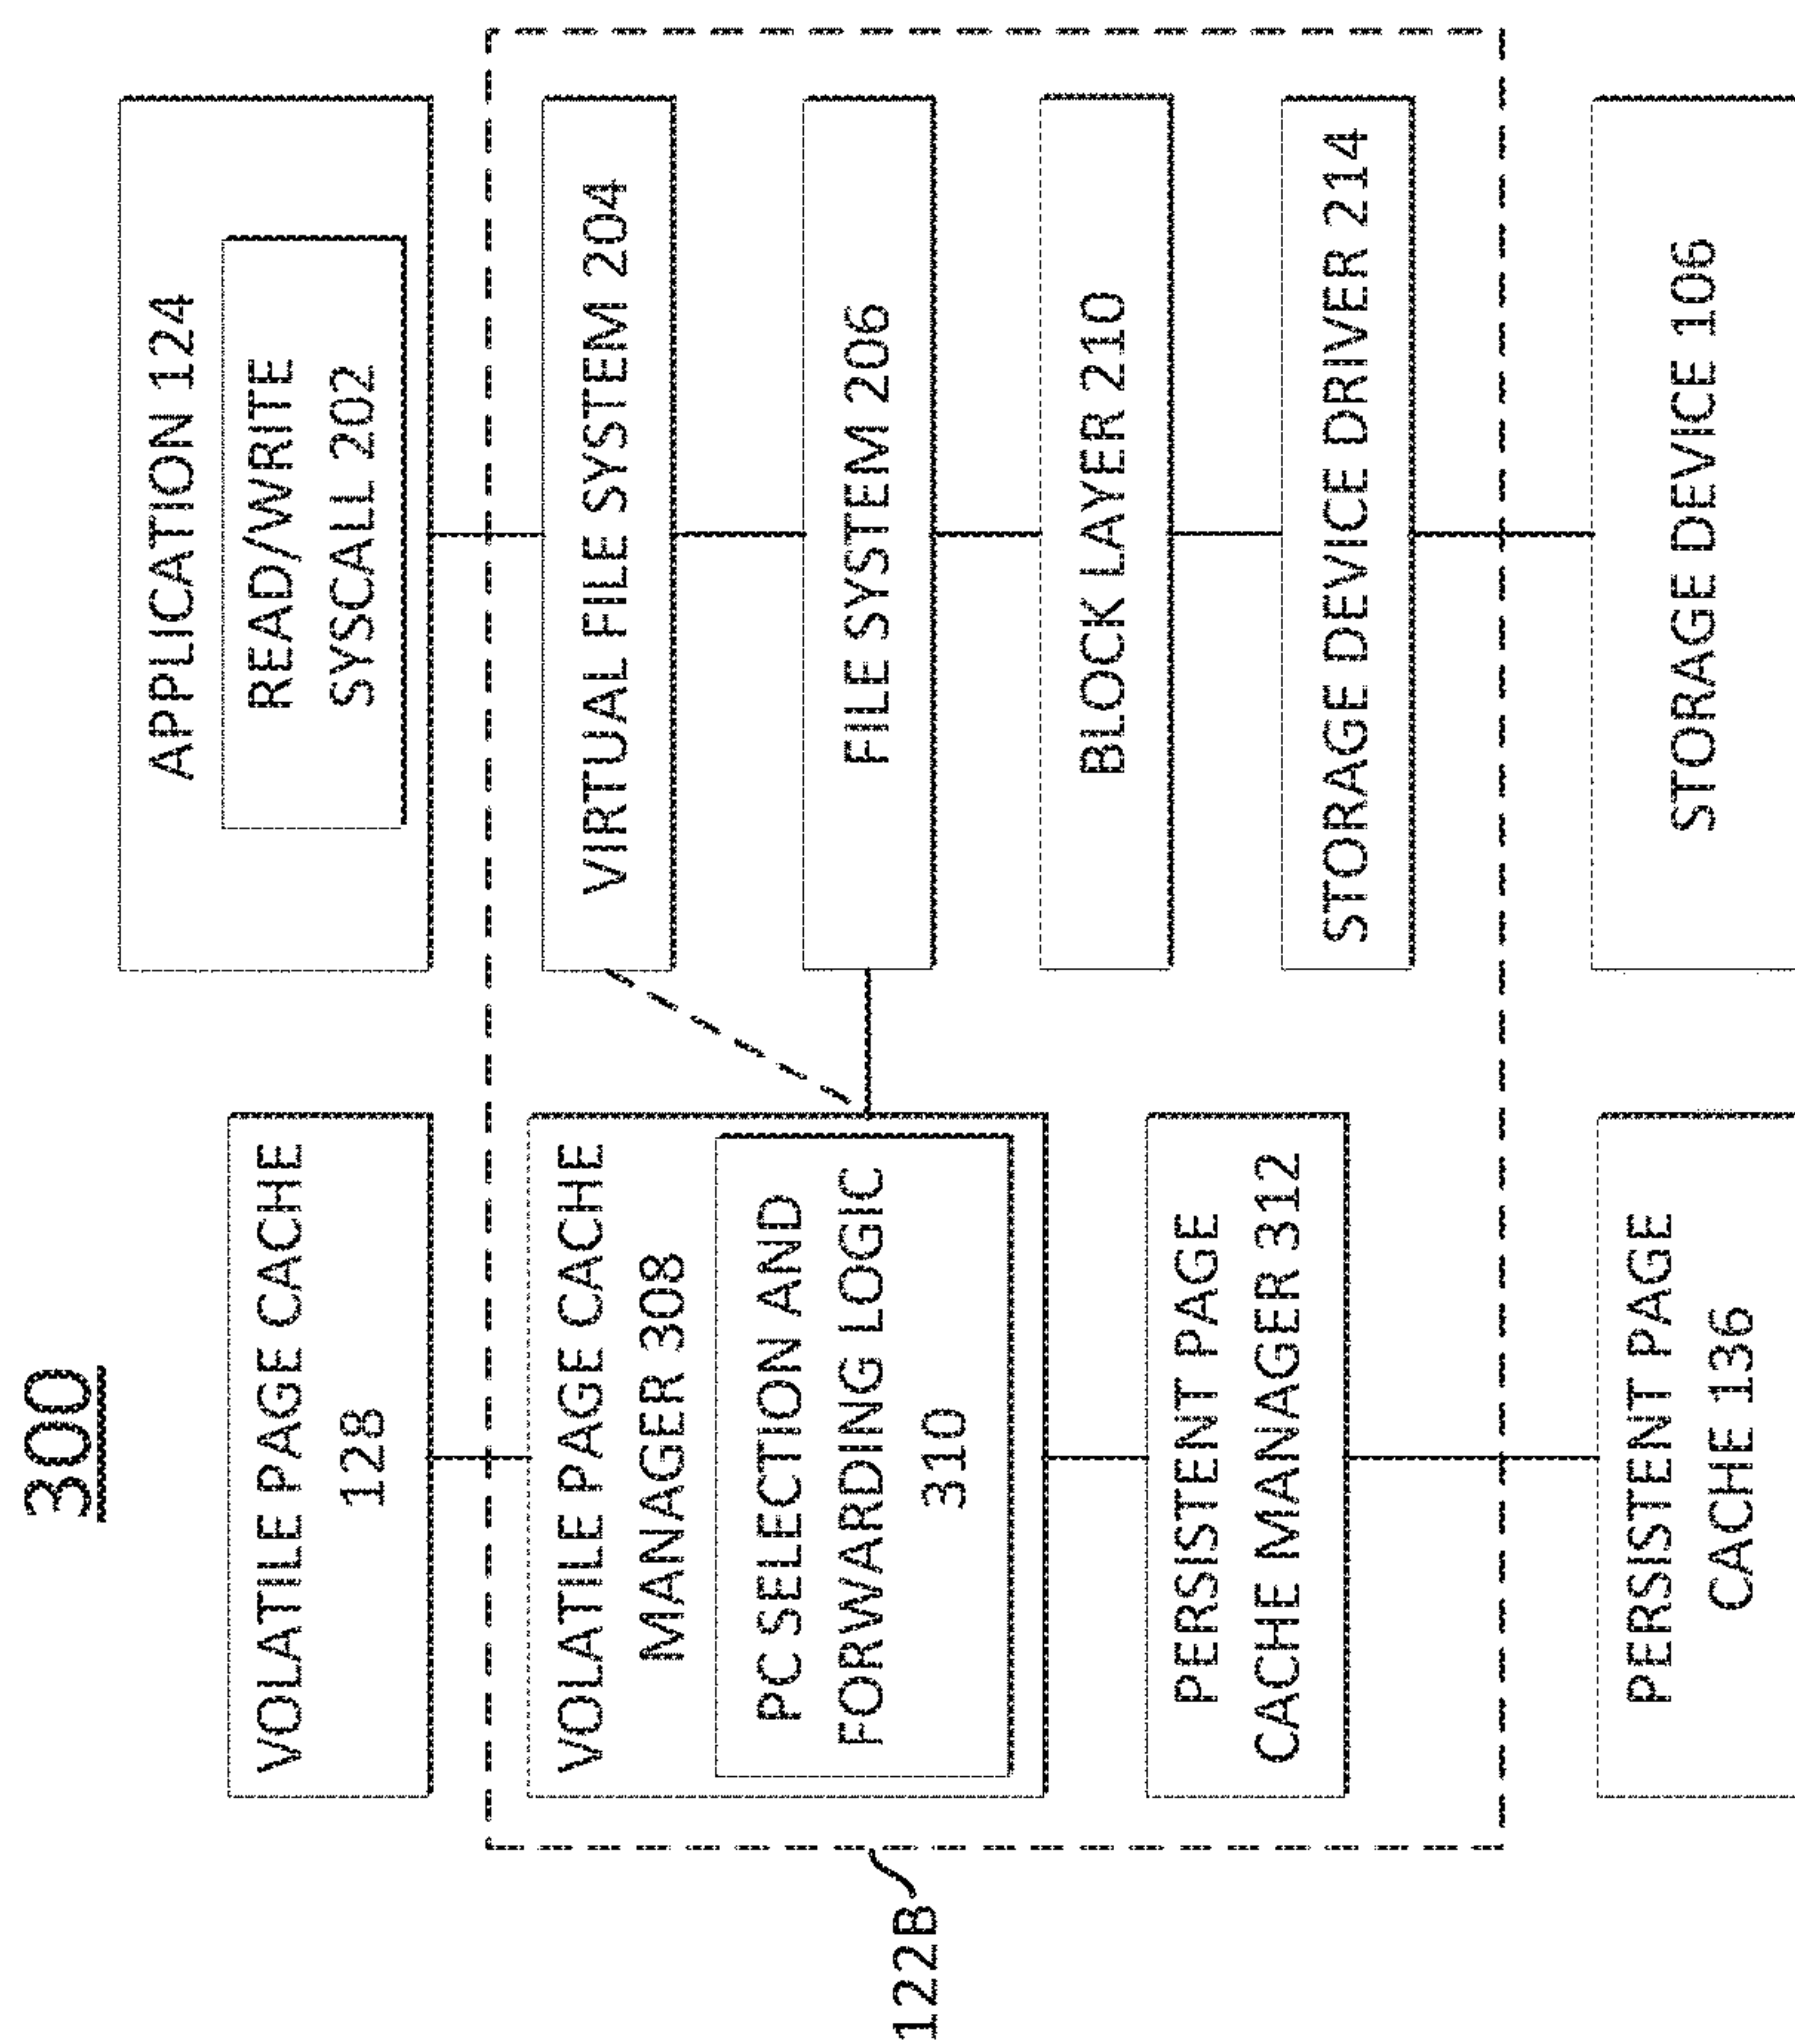 300
VOLATILE PAGE CACHE
128
VOLATILE PAGE CACHE
MANAGER 308
PC SELECTION AND
FORWARDING LOGIC
310
PERSISTENT PAGE
CACHE MANAGER 312
PERSISTENT PAGE
CACHE 136
122B
APPLICATION 124
READ/WRITE
SYSCALL 202
VIRTUAL FILE SYSTEM 204
FILE SYSTEM 206
BLOCK LAYER 210
STORAGE DEVICE DRIVER 214
STORAGE DEVICE 106